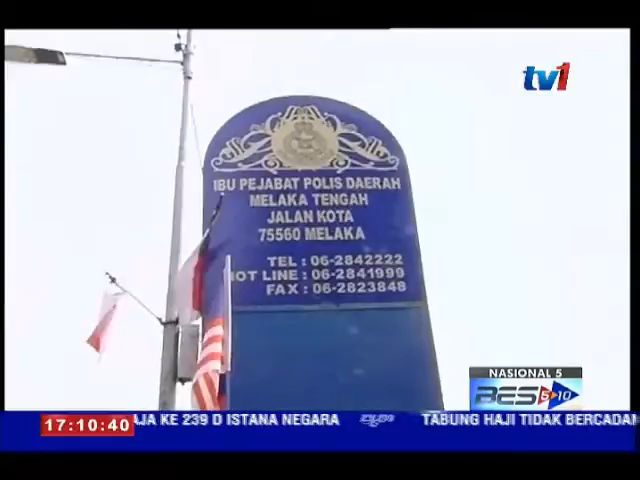 tv1
IBU PEJABAT POLIS DAERAH
MELAKA TENGAH
JALAN KOTA
75560 MELAKA
TEL : 06-2842222
HOT LINE : 06-2841999
FAX : 06-2823848
NASIONAL 5
BES 5 10
17:10:40 AJA KE 239 D ISTANA NEGARA TABUNG HAJI TIDAK BERCADAN